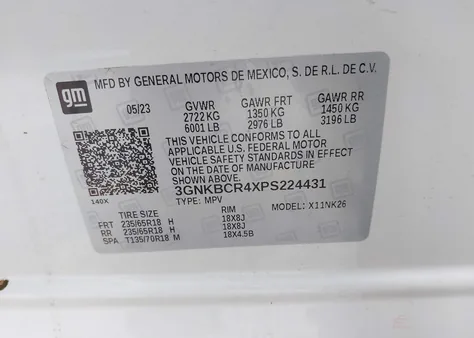 gm
MFD BY GENERAL MOTORS DE MEXICO, S. DE R.L. DE C.V.
05/23 GVWR GAWR FRT GAWR RR
2722 KG 1350 KG 1450 KG
6001 LB 2976 LB 3196 LB
THIS VEHICLE CONFORMS TO ALL
APPLICABLE U.S. FEDERAL MOTOR
VEHICLE SAFETY STANDARDS IN EFFECT
ON THE DATE OF MANUFACTURE
SHOWN ABOVE.
3GNKBCR4XPS224431
140X TYPE: MPV MODEL: X11NK26
TIRE SIZE RIM
FRT 235/65R18 H 18X8J
RR 235/65R18 H 18X8J
SPA T135/70R18 M 18X4.5B